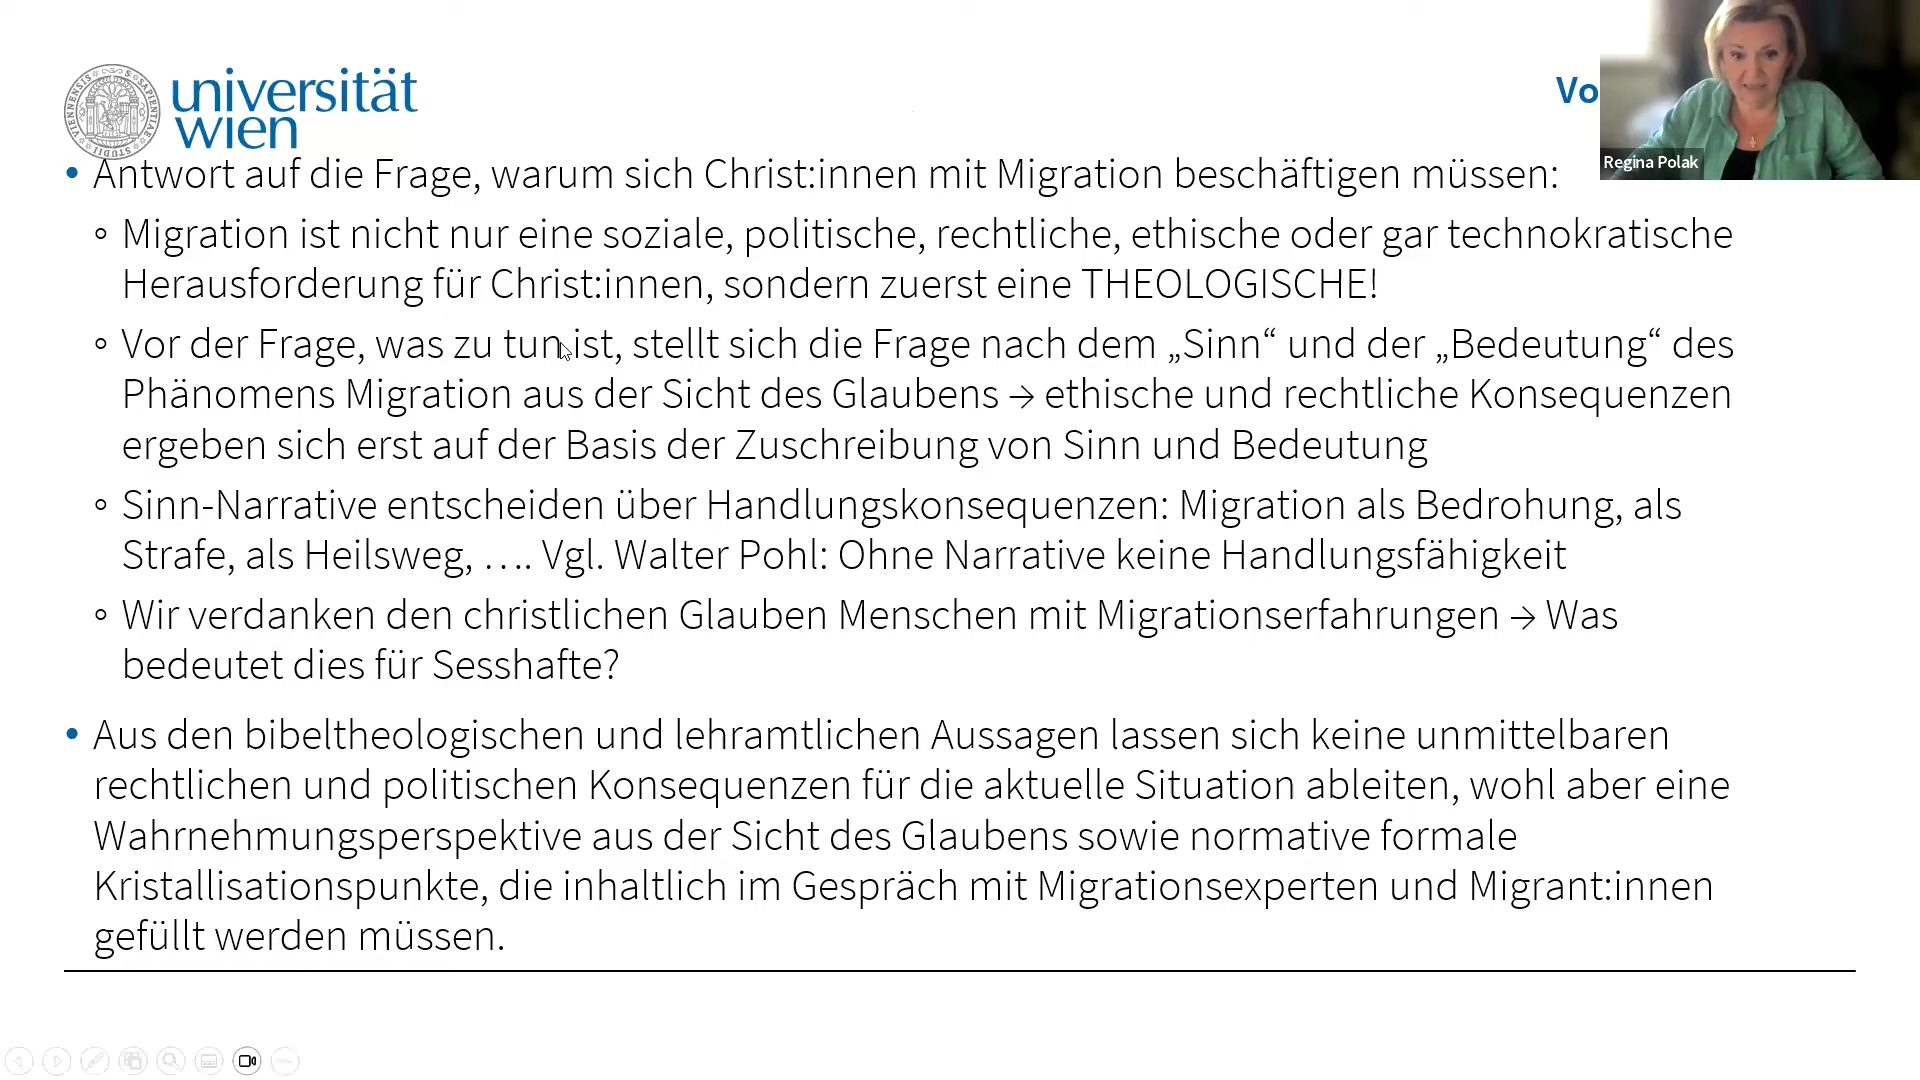 universität
wien
Vo
Regina Polak
• Antwort auf die Frage, warum sich Christ:innen mit Migration beschäftigen müssen:
◦ Migration ist nicht nur eine soziale, politische, rechtliche, ethische oder gar technokratische
Herausforderung für Christ:innen, sondern zuerst eine THEOLOGISCHE!
◦ Vor der Frage, was zu tun ist, stellt sich die Frage nach dem „Sinn“ und der „Bedeutung“ des
Phänomens Migration aus der Sicht des Glaubens → ethische und rechtliche Konsequenzen
ergeben sich erst auf der Basis der Zuschreibung von Sinn und Bedeutung
◦ Sinn-Narrative entscheiden über Handlungskonsequenzen: Migration als Bedrohung, als
Strafe, als Heilsweg, …. Vgl. Walter Pohl: Ohne Narrative keine Handlungsfähigkeit
◦ Wir verdanken den christlichen Glauben Menschen mit Migrationserfahrungen → Was
bedeutet dies für Sesshafte?
• Aus den bibeltheologischen und lehramtlichen Aussagen lassen sich keine unmittelbaren
rechtlichen und politischen Konsequenzen für die aktuelle Situation ableiten, wohl aber eine
Wahrnehmungsperspektive aus der Sicht des Glaubens sowie normative formale
Kristallisationspunkte, die inhaltlich im Gespräch mit Migrationsexperten und Migrant:innen
gefüllt werden müssen.